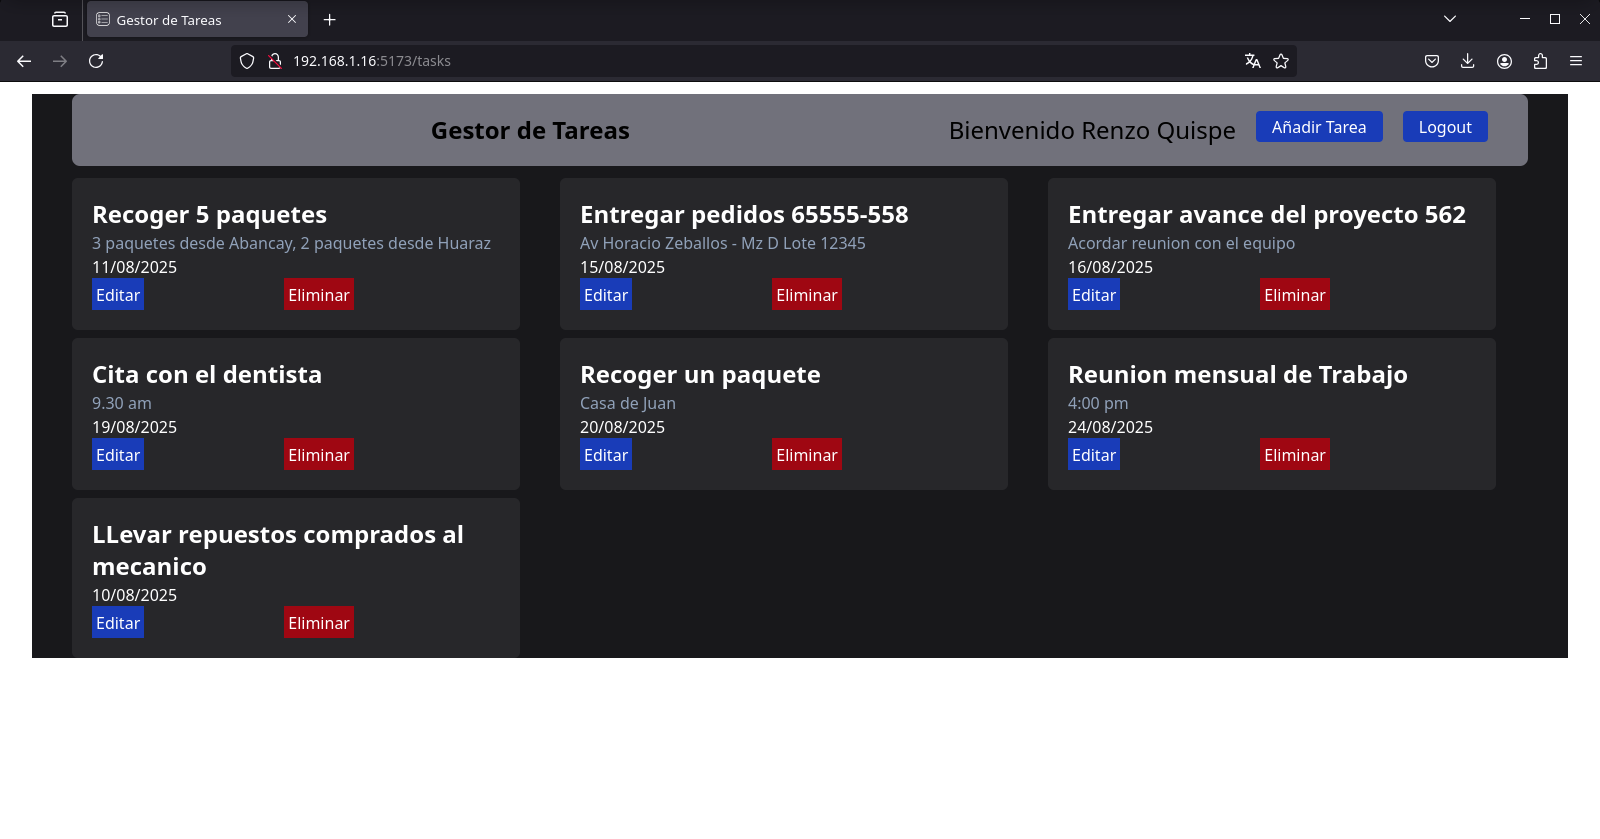 Gestor de Tareas
192.168.1.16:5173/tasks
Gestor de Tareas
Bienvenido Renzo Quispe
Añadir Tarea
Logout
Recoger 5 paquetes
3 paquetes desde Abancay, 2 paquetes desde Huaraz
11/08/2025
Editar
Eliminar
Entregar pedidos 65555-558
Av Horacio Zeballos - Mz D Lote 12345
15/08/2025
Editar
Eliminar
Entregar avance del proyecto 562
Acordar reunion con el equipo
16/08/2025
Editar
Eliminar
Cita con el dentista
9.30 am
19/08/2025
Editar
Eliminar
Recoger un paquete
Casa de Juan
20/08/2025
Editar
Eliminar
Reunion mensual de Trabajo
4:00 pm
24/08/2025
Editar
Eliminar
LLevar repuestos comprados al
mecanico
10/08/2025
Editar
Eliminar